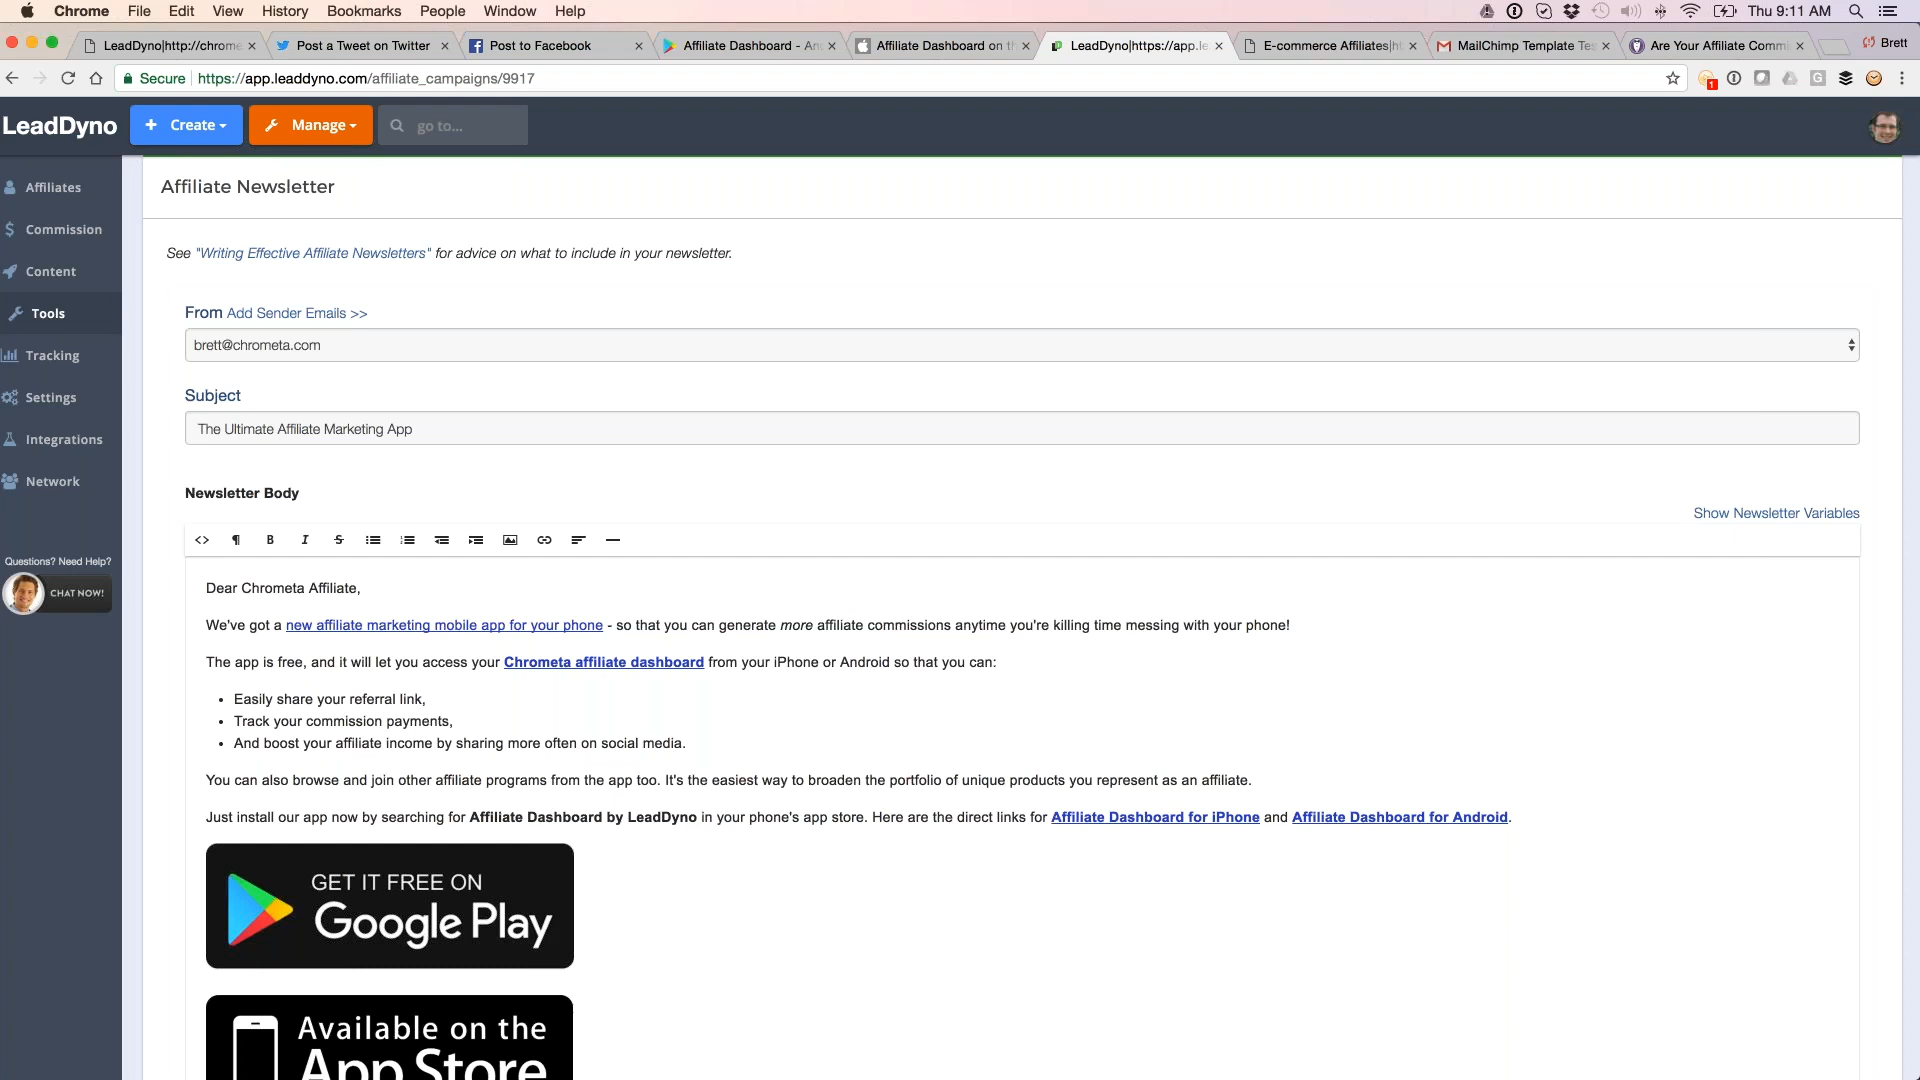 Chrome File Edit View History Bookmarks People Window Help
Thu 9:11 AM
LeadDyno|http://chrome
Post a Tweet on Twitter
Post to Facebook
Affiliate Dashboard - An
Affiliate Dashboard on th
LeadDyno|https://app.le
E-commerce Affiliates|ht
MailChimp Template Tes
Are Your Affiliate Commi
Brett
Secure
https://app.leaddyno.com/affiliate_campaigns/9917
1
LeadDyno
+ Create
Manage
go to...
Affiliates
Commission
Content
Tools
Tracking
Settings
Integrations
Network
Questions? Need Help?
CHAT NOW!
Affiliate Newsletter
See "Writing Effective Affiliate Newsletters" for advice on what to include in your newsletter.
From Add Sender Emails >>
brett@chrometa.com
Subject
The Ultimate Affiliate Marketing App
Newsletter Body
Show Newsletter Variables
<> ¶ B I S
Dear Chrometa Affiliate,
We've got a new affiliate marketing mobile app for your phone - so that you can generate more affiliate commissions anytime you're killing time messing with your phone!
The app is free, and it will let you access your Chrometa affiliate dashboard from your iPhone or Android so that you can:
• Easily share your referral link,
• Track your commission payments,
• And boost your affiliate income by sharing more often on social media.
You can also browse and join other affiliate programs from the app too. It's the easiest way to broaden the portfolio of unique products you represent as an affiliate.
Just install our app now by searching for Affiliate Dashboard by LeadDyno in your phone's app store. Here are the direct links for Affiliate Dashboard for iPhone and Affiliate Dashboard for Android.
GET IT FREE ON
Google Play
Available on the
App Store